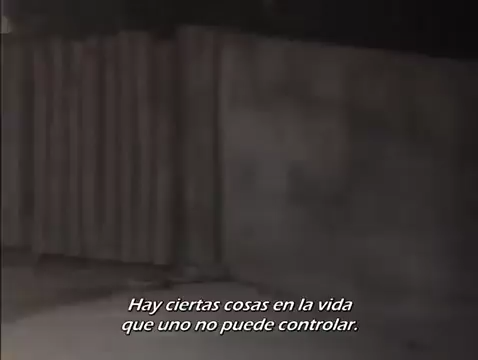 Hay ciertas cosas en la vida
que uno no puede controlar.